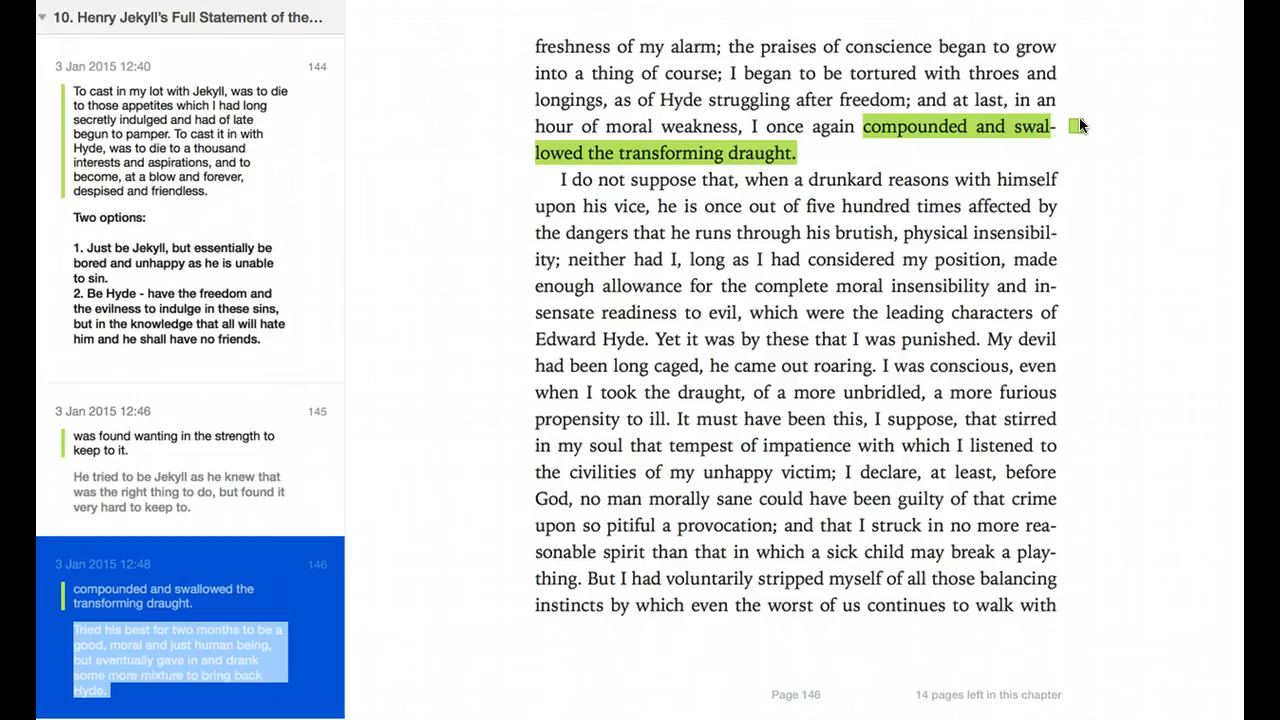 10. Henry Jekyll's Full Statement of the...
3 Jan 2015 12:40 144
To cast in my lot with Jekyll, was to die
to those appetites which I had long
secretly indulged and had of late
begun to pamper. To cast it in with
Hyde, was to die to a thousand
interests and aspirations, and to
become, at a blow and forever,
despised and friendless.
Two options:
1. Just be Jekyll, but essentially be
bored and unhappy as he is unable
to sin.
2. Be Hyde - have the freedom and
the evilness to indulge in these sins,
but in the knowledge that all will hate
him and he shall have no friends.
3 Jan 2015 12:46 145
was found wanting in the strength to
keep to it.
He tried to be Jekyll as he knew that
was the right thing to do, but found it
very hard to keep to.
3 Jan 2015 12:48 146
compounded and swallowed the
transforming draught.
Tried his best for two months to be a
good, moral and just human being,
but eventually gave in and drank
some more mixture to bring back
Hyde.
freshness of my alarm; the praises of conscience began to grow
into a thing of course; I began to be tortured with throes and
longings, as of Hyde struggling after freedom; and at last, in an
hour of moral weakness, I once again compounded and swal-
lowed the transforming draught.
I do not suppose that, when a drunkard reasons with himself
upon his vice, he is once out of five hundred times affected by
the dangers that he runs through his brutish, physical insensibil-
ity; neither had I, long as I had considered my position, made
enough allowance for the complete moral insensibility and in-
sensate readiness to evil, which were the leading characters of
Edward Hyde. Yet it was by these that I was punished. My devil
had been long caged, he came out roaring. I was conscious, even
when I took the draught, of a more unbridled, a more furious
propensity to ill. It must have been this, I suppose, that stirred
in my soul that tempest of impatience with which I listened to
the civilities of my unhappy victim; I declare, at least, before
God, no man morally sane could have been guilty of that crime
upon so pitiful a provocation; and that I struck in no more rea-
sonable spirit than that in which a sick child may break a play-
thing. But I had voluntarily stripped myself of all those balancing
instincts by which even the worst of us continues to walk with
Page 146 14 pages left in this chapter